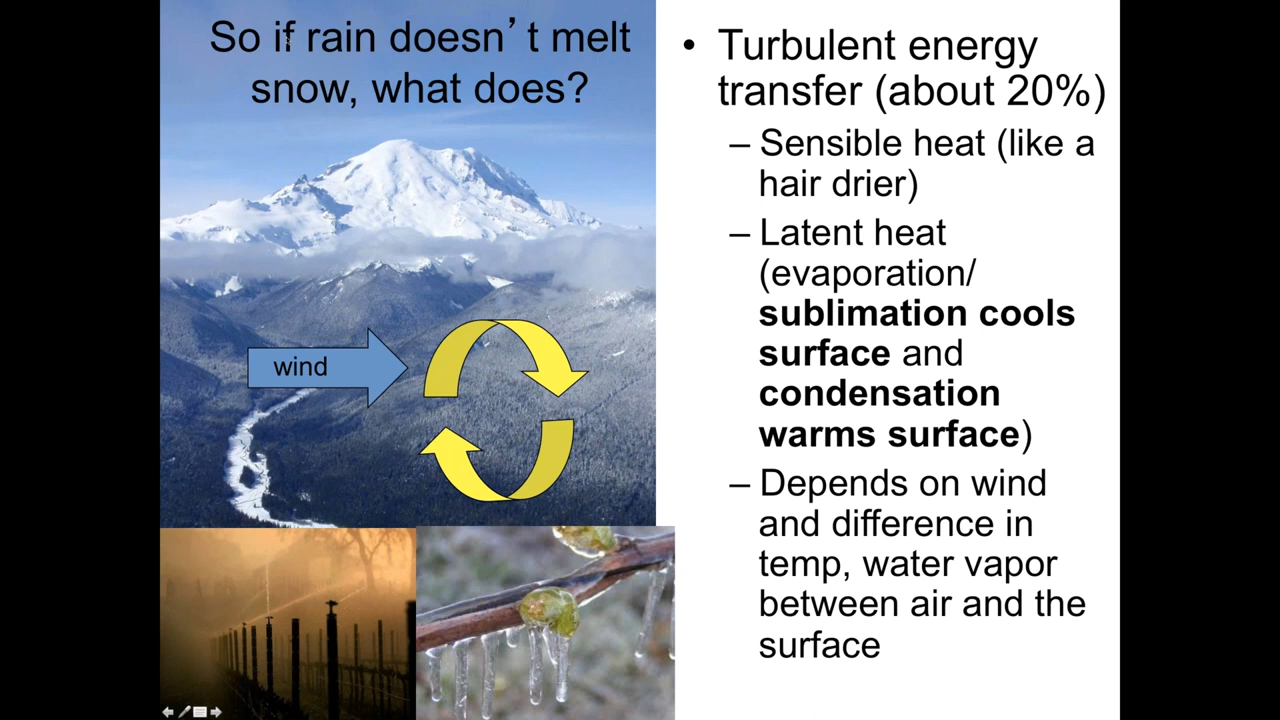 So if rain doesn’t melt
snow, what does?
wind
• Turbulent energy
transfer (about 20%)
– Sensible heat (like a
hair drier)
– Latent heat
(evaporation/
sublimation cools
surface and
condensation
warms surface)
– Depends on wind
and difference in
temp, water vapor
between air and the
surface